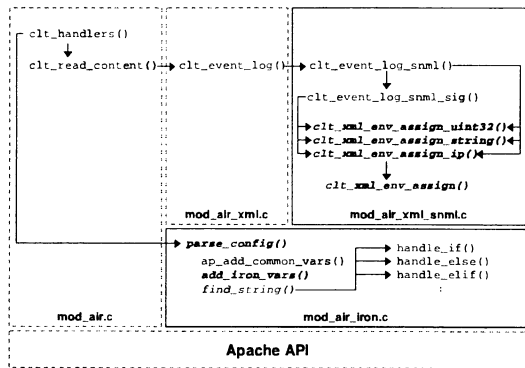 clt_handlers()
clt_read_content()
clt_event_log()
clt_event_log_snml()
clt_event_log_snml_sig()
clt_xml_env_assign_uint32()
clt_xml_env_assign_string()
clt_xml_env_assign_ip()
clt_xml_env_assign()
mod_air_xml.c
mod_air_xml_snml.c
parse_config()
ap_add_common_vars()
add_iron_vars()
find_string()
handle_if()
handle_else()
handle_elif()
:
mod_air.c
mod_air_iron.c
Apache API